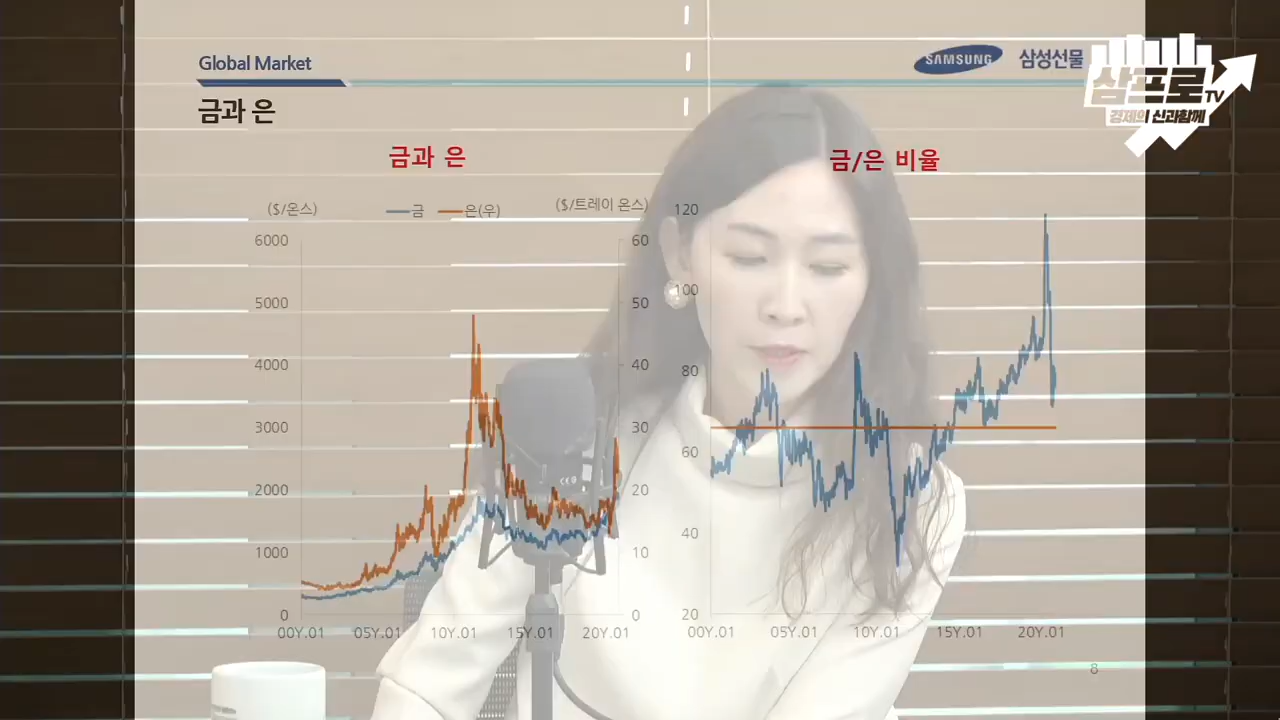 Global Market
SAMSUNG 삼성선물
삼프로TV
경제의 신과함께
금과 은
금과 은
($/온스)
금 은(우)
($/트레이 온스)
6000
5000
4000
3000
2000
1000
0
60
50
40
30
20
10
0
00Y.01 05Y.01 10Y.01 15Y.01 20Y.01
금/은 비율
120
100
80
60
40
20
00Y.01 05Y.01 10Y.01 15Y.01 20Y.01
8